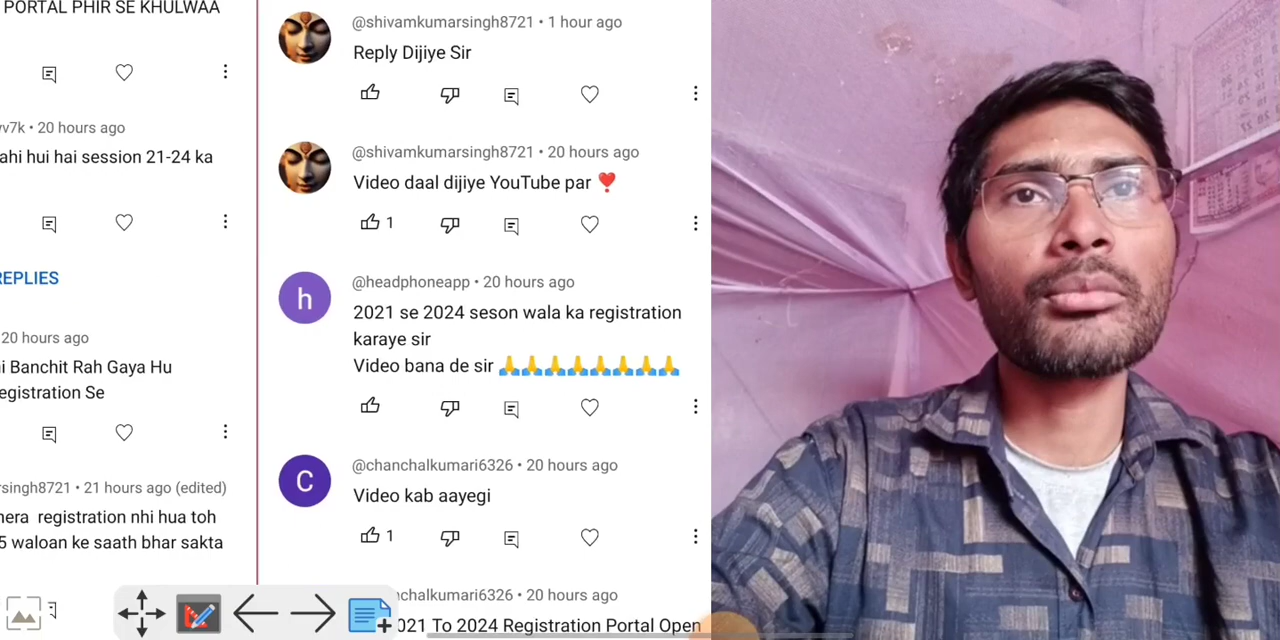 PORTAL PHIR SE KHULWAA
v7k • 20 hours ago
ahi hui hai session 21-24 ka
REPLIES
20 hours ago
i Banchit Rah Gaya Hu
egistration Se
singh8721 • 21 hours ago (edited)
nera registration nhi hua toh
5 waloan ke saath bhar sakta
@shivamkumarsingh8721 • 1 hour ago
Reply Dijiye Sir
@shivamkumarsingh8721 • 20 hours ago
Video daal dijiye YouTube par ❣️
1
h
@headphoneapp • 20 hours ago
2021 se 2024 seson wala ka registration
karaye sir
Video bana de sir 🙏🙏🙏🙏🙏🙏🙏🙏
C
@chanchalkumari6326 • 20 hours ago
Video kab aayegi
1
nchalkumari6326 • 20 hours ago
021 To 2024 Registration Portal Open